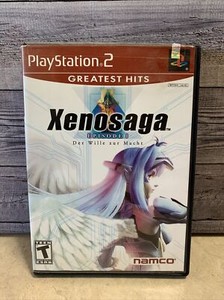 PlayStation 2
GREATEST HITS
Xenosaga
EPISODE I
Der Wille zur Macht
T
namco